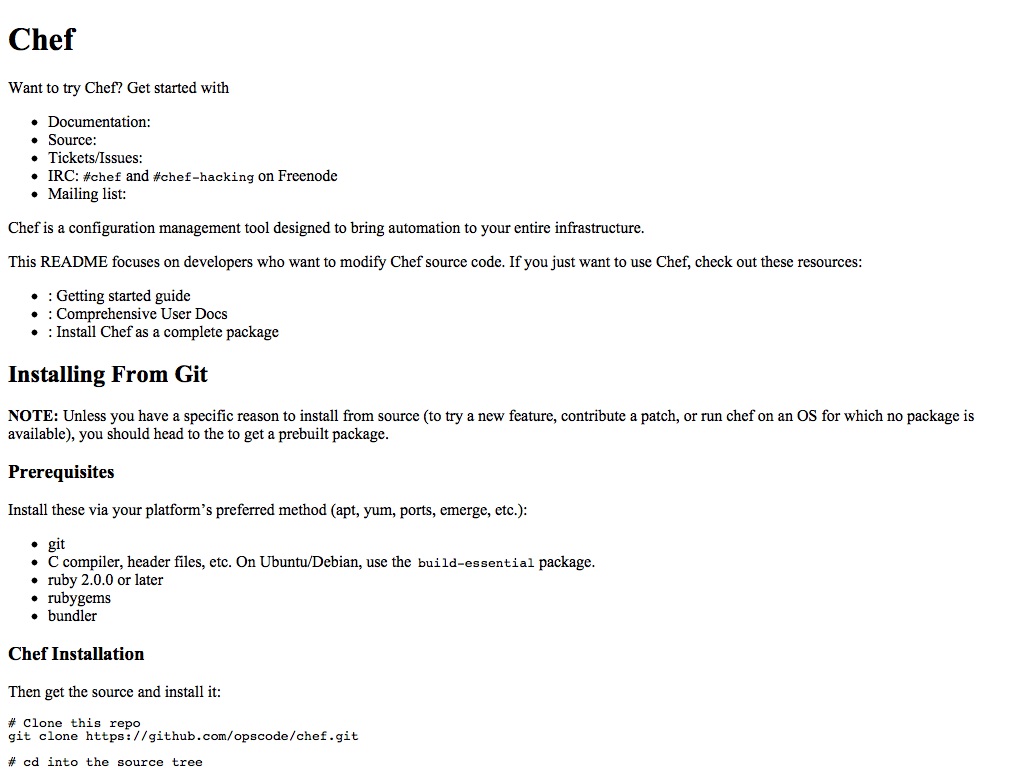 Chef
Want to try Chef? Get started with
• Documentation:
• Source:
• Tickets/Issues:
• IRC: #chef and #chef-hacking on Freenode
• Mailing list:
Chef is a configuration management tool designed to bring automation to your entire infrastructure.
This README focuses on developers who want to modify Chef source code. If you just want to use Chef, check out these resources:
• : Getting started guide
• : Comprehensive User Docs
• : Install Chef as a complete package
Installing From Git
NOTE: Unless you have a specific reason to install from source (to try a new feature, contribute a patch, or run chef on an OS for which no package is
available), you should head to the to get a prebuilt package.
Prerequisites
Install these via your platform’s preferred method (apt, yum, ports, emerge, etc.):
• git
• C compiler, header files, etc. On Ubuntu/Debian, use the build-essential package.
• ruby 2.0.0 or later
• rubygems
• bundler
Chef Installation
Then get the source and install it:
# Clone this repo
git clone https://github.com/opscode/chef.git
# cd into the source tree